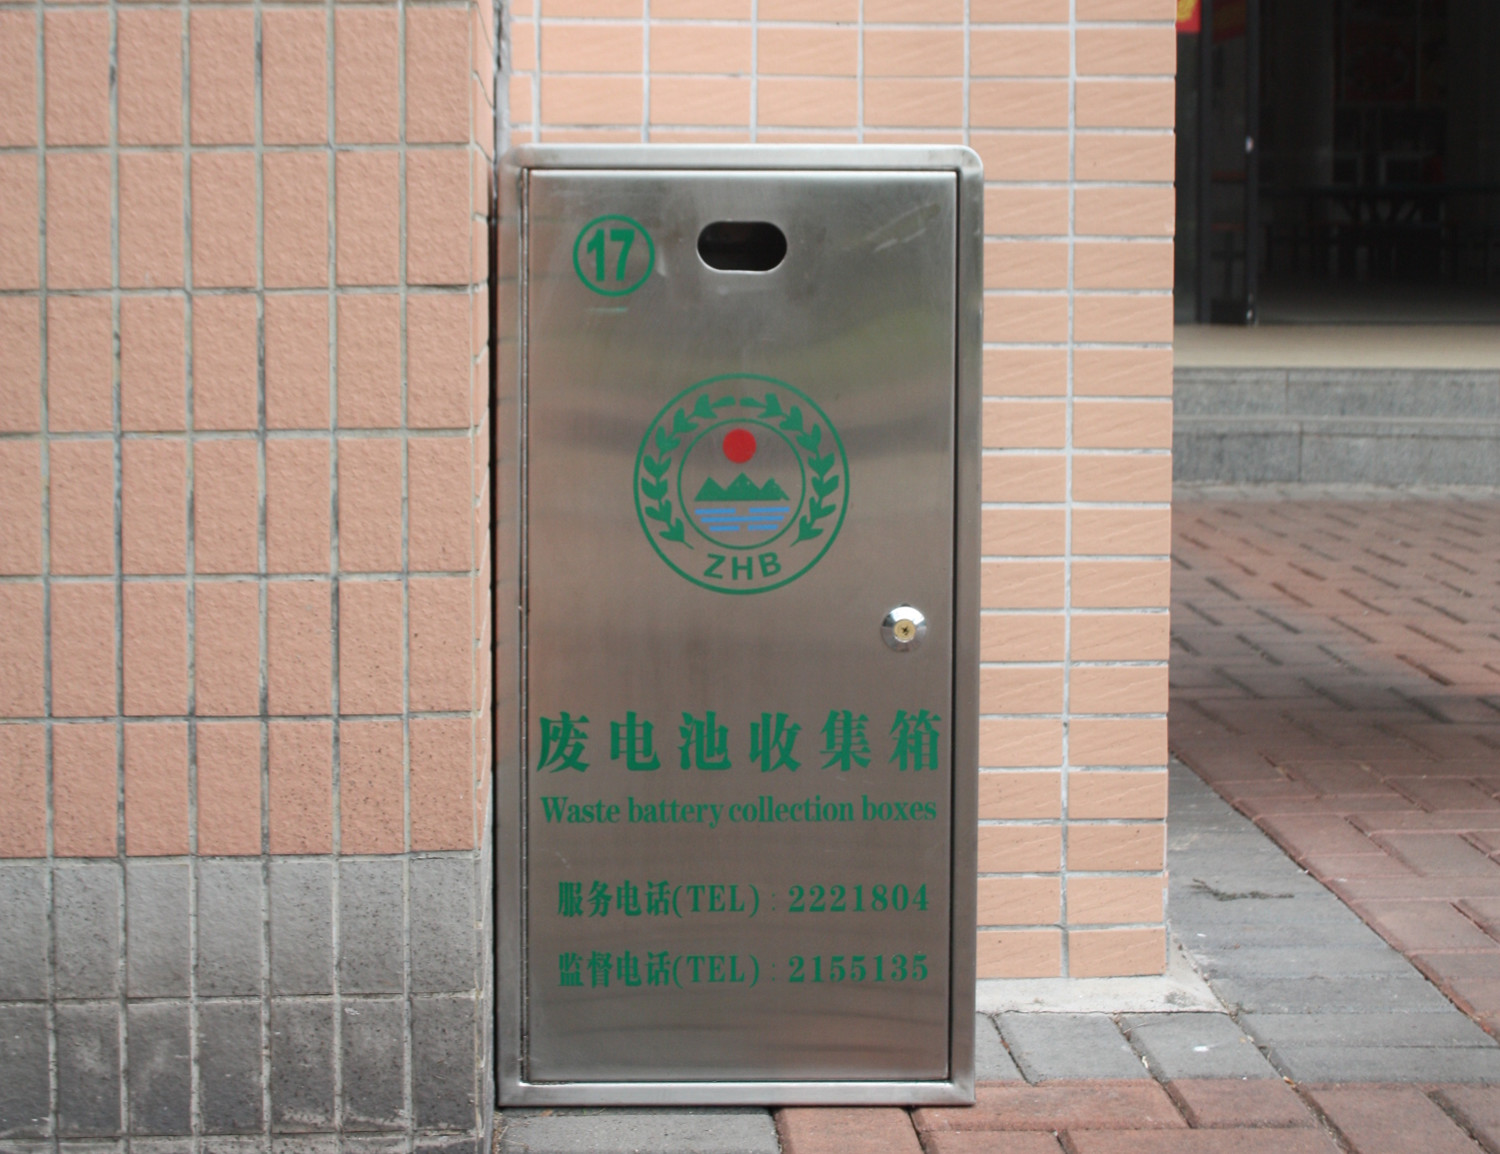 17
ZHB
废电池收集箱
Waste battery collection boxes
服务电话(TEL):2221804
监督电话(TEL):2155135